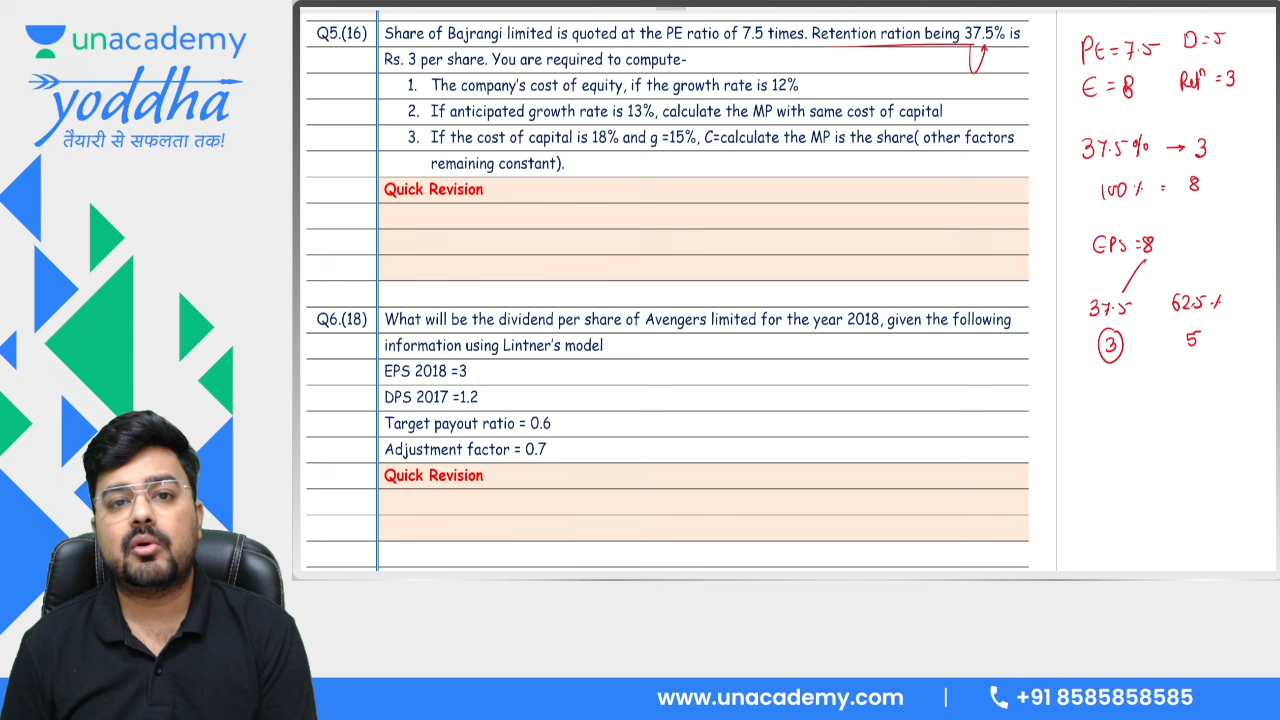 unacademy
yoddha
तैयारी से सफलता तक!
Q5.(16) Share of Bajrangi limited is quoted at the PE ratio of 7.5 times. Retention ration being 37.5% is
Rs. 3 per share. You are required to compute-
1. The company's cost of equity, if the growth rate is 12%
2. If anticipated growth rate is 13%, calculate the MP with same cost of capital
3. If the cost of capital is 18% and g =15%, C=calculate the MP is the share( other factors
remaining constant).
Quick Revision
Q6.(18) What will be the dividend per share of Avengers limited for the year 2018, given the following
information using Lintner's model
EPS 2018 =3
DPS 2017 =1.2
Target payout ratio = 0.6
Adjustment factor = 0.7
Quick Revision
PE = 7.5 D = 5
E = 8 Retn = 3
37.5% → 3
100% = 8
EPS = 8
37.5 62.5%
3 5
www.unacademy.com | +91 8585858585